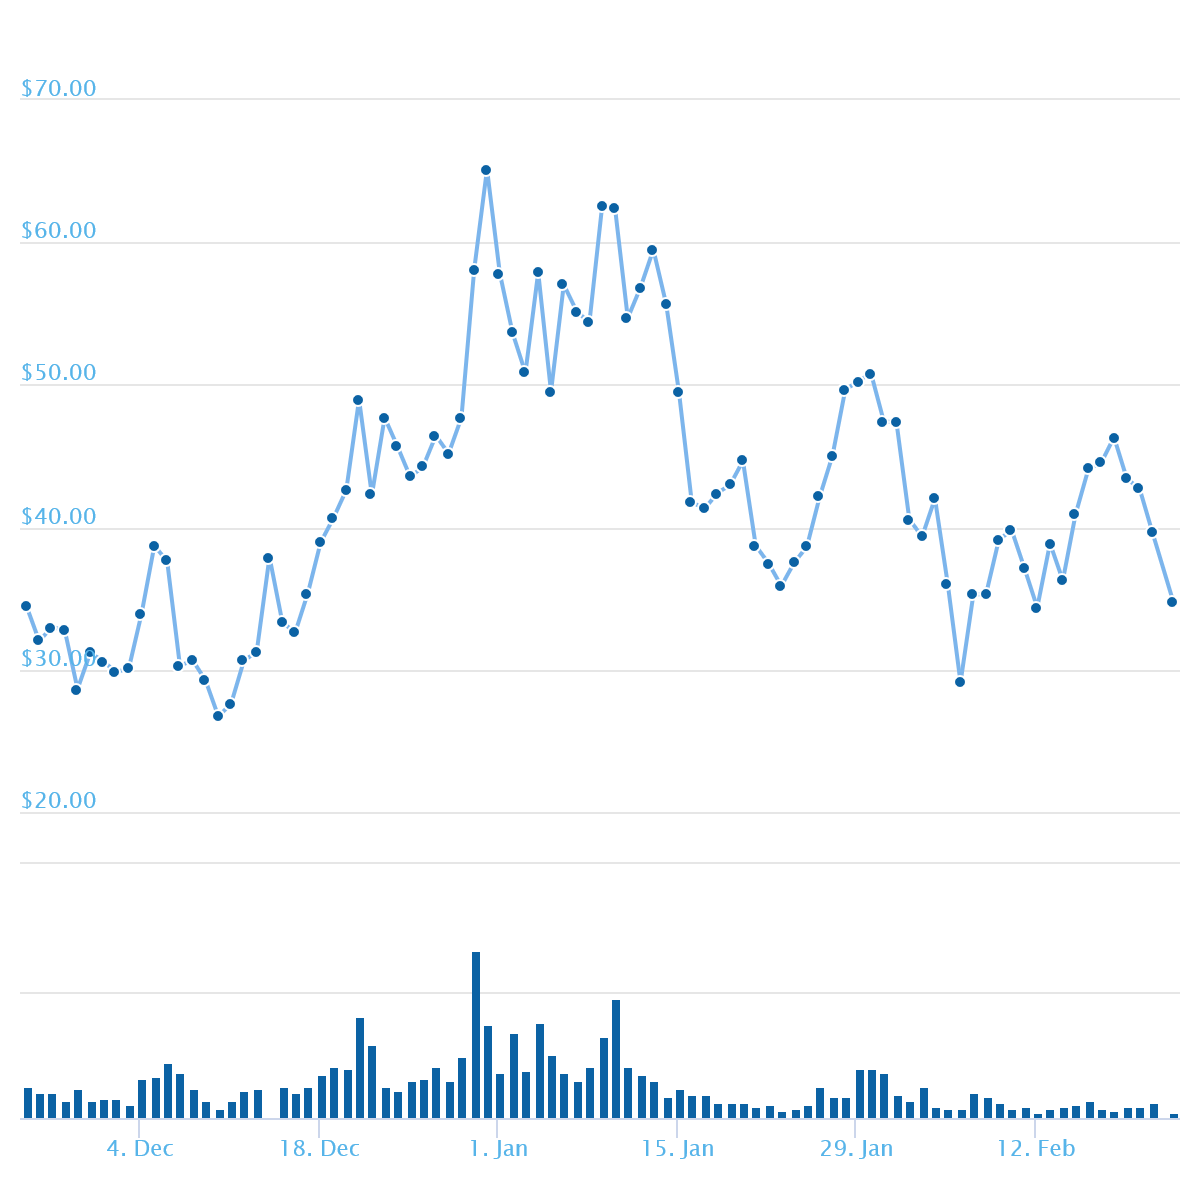 $70.00
$60.00
$50.00
$40.00
$30.00
$20.00
4. Dec
18. Dec
1. Jan
15. Jan
29. Jan
12. Feb